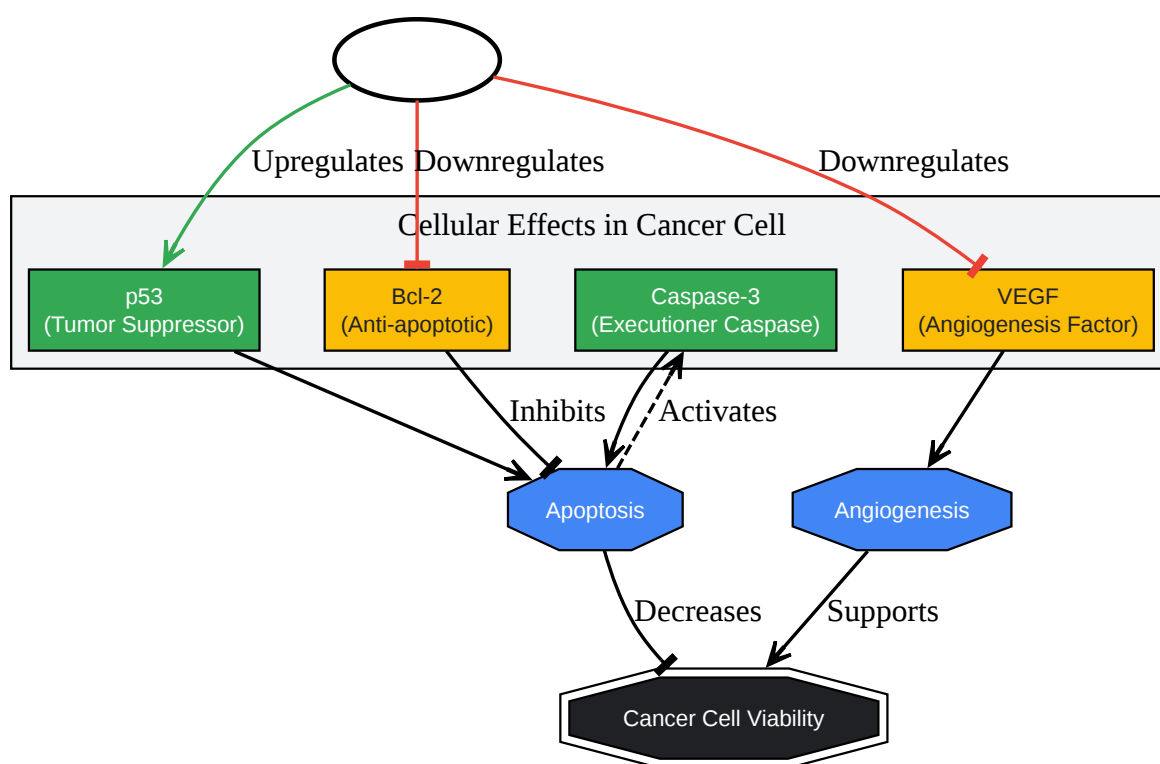 Upregulates
Downregulates
Downregulates
Cellular Effects in Cancer Cell
p53
(Tumor Suppressor)
Bcl-2
(Anti-apoptotic)
Caspase-3
(Executioner Caspase)
VEGF
(Angiogenesis Factor)
Inhibits
Activates
Apoptosis
Angiogenesis
Decreases
Supports
Cancer Cell Viability